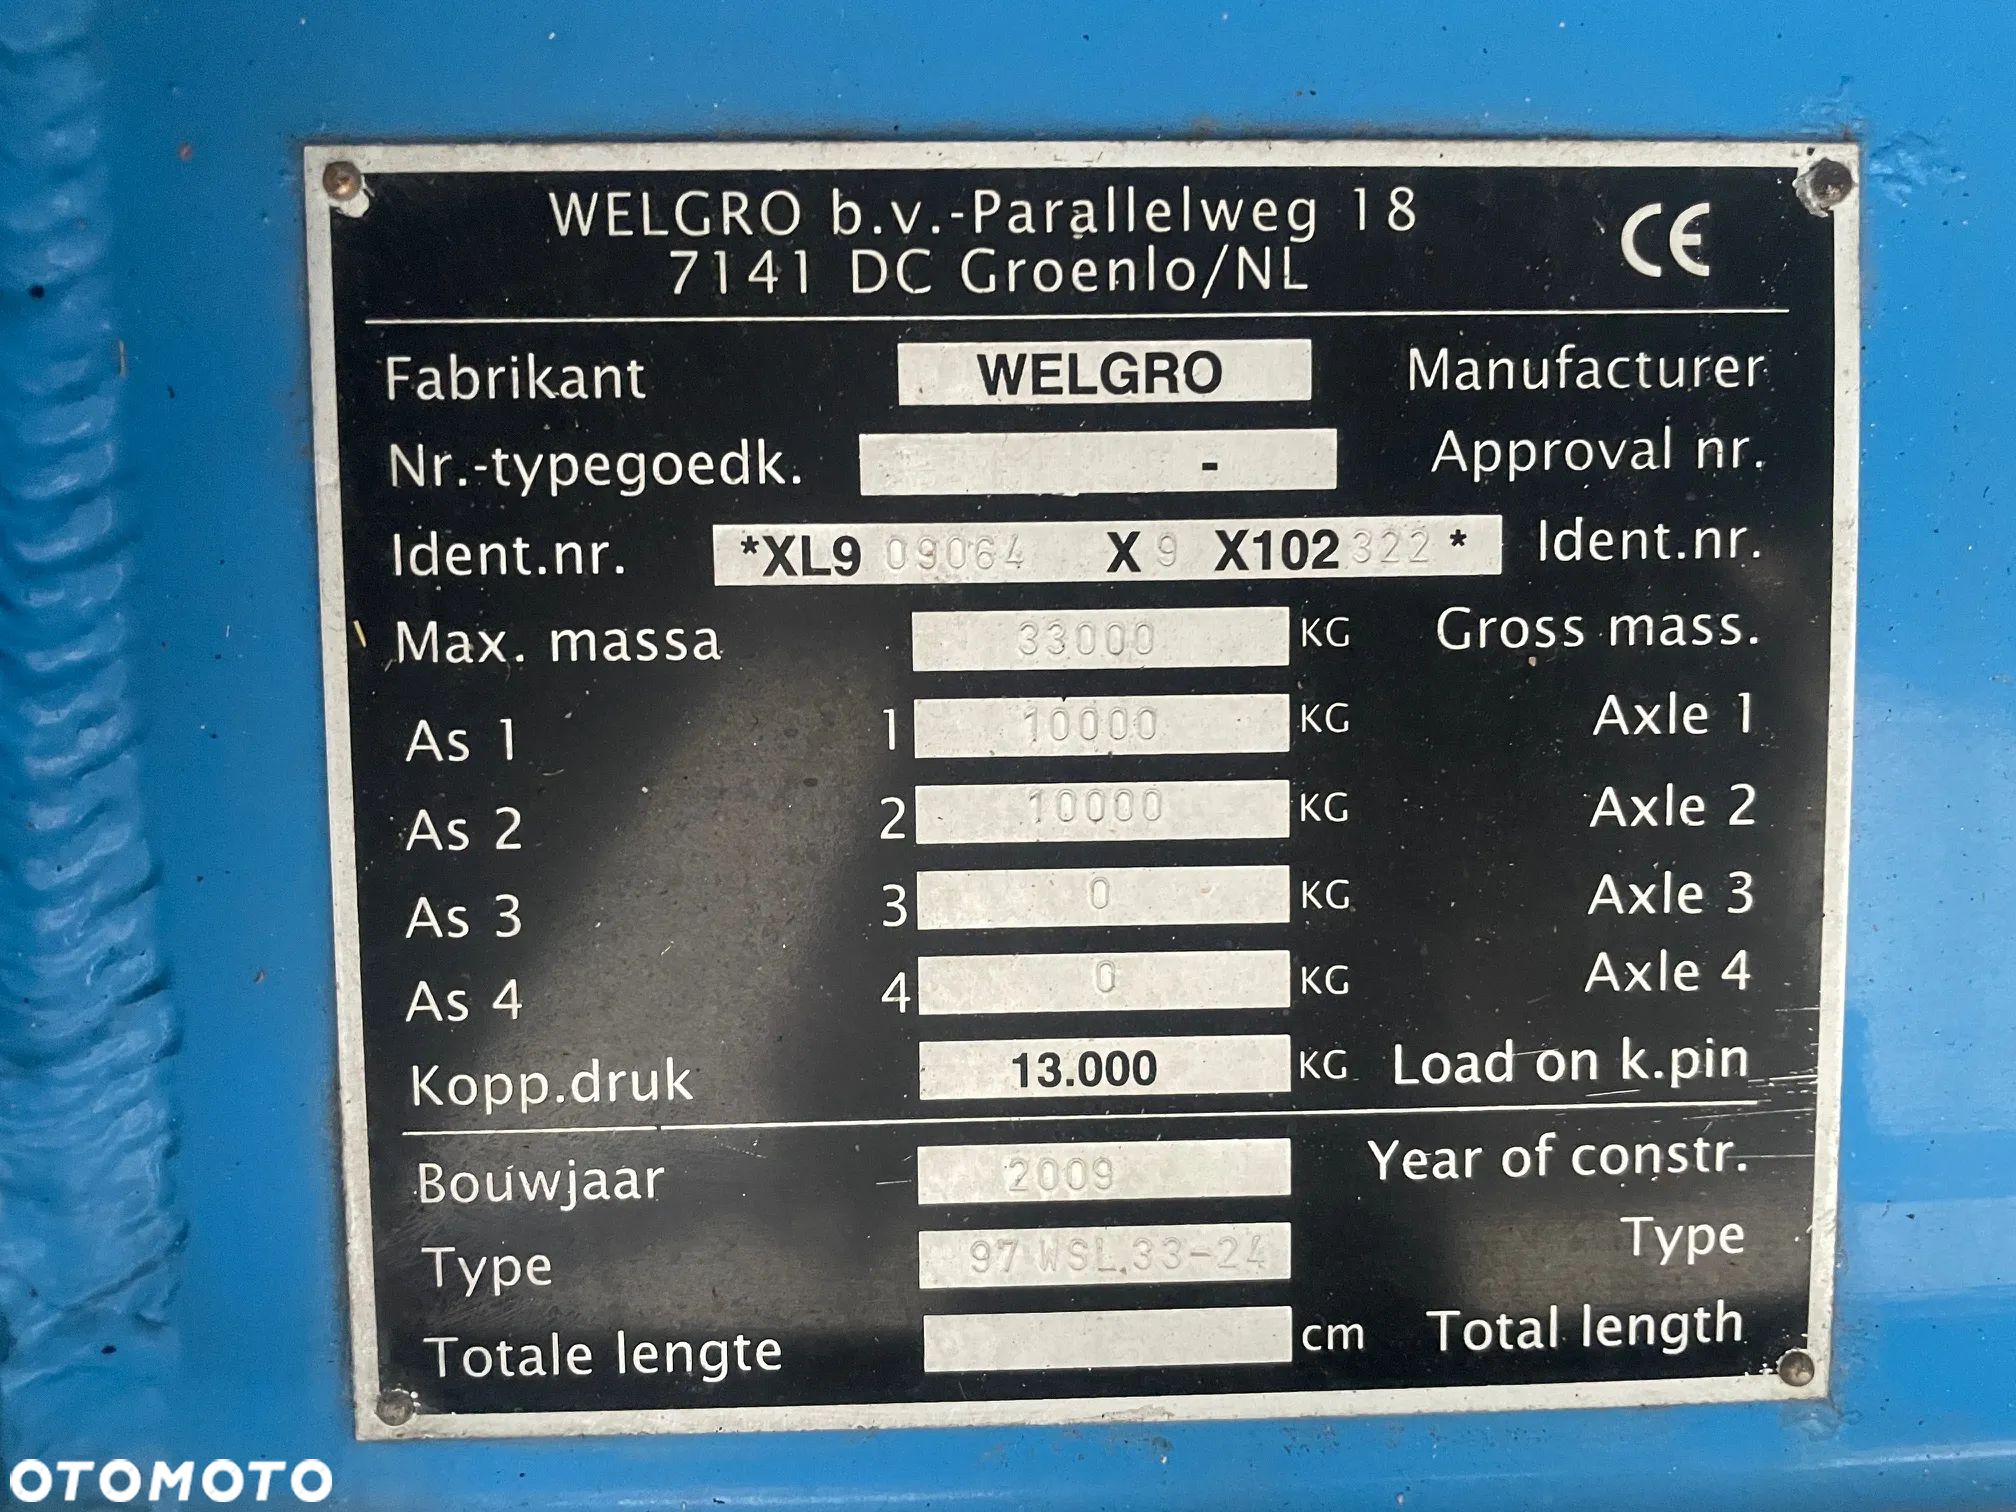 WELGRO b.v.-Parallelweg 18
7141 DC Groenlo/NL
CE
Fabrikant WELGRO Manufacturer
Nr.-typegoedk. - Approval nr.
Ident.nr. *XL9 09064 X 9 X102 322 * Ident.nr.
Max. massa 33000 KG Gross mass.
As 1 1 10000 KG Axle 1
As 2 2 10000 KG Axle 2
As 3 3 0 KG Axle 3
As 4 4 0 KG Axle 4
Kopp.druk 13.000 KG Load on k.pin
Bouwjaar 2009 Year of constr.
Type 97 WSL 33-24 Type
Totale lengte cm Total length
OTOMOTO